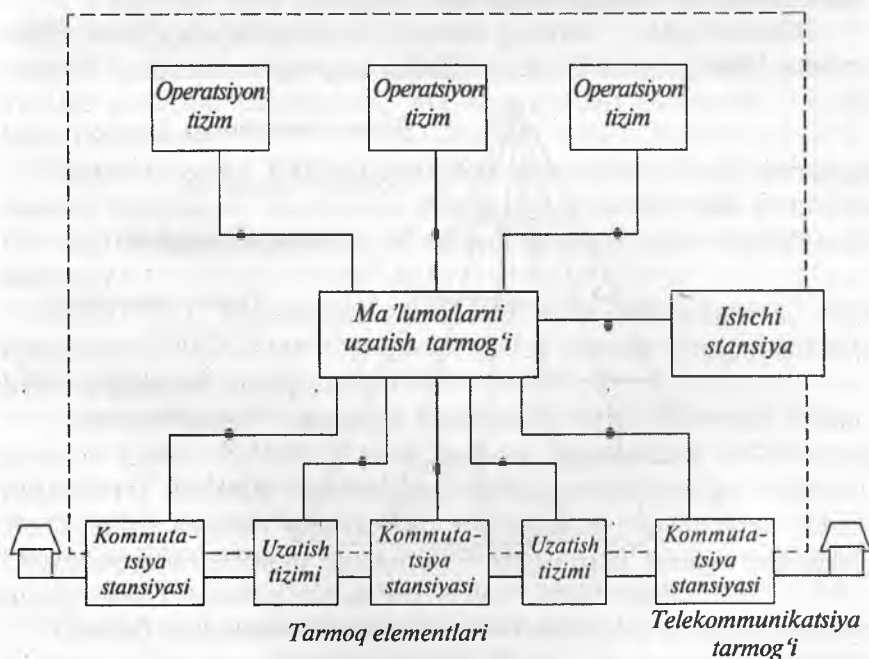 Operatsiyon
tizim
Operatsiyon
tizim
Operatsiyon
tizim
Ma'lumotlarni
uzatish tarmog‘i
Ishchi
stansiya
Kommuta-
tsiya
stansiyasi
Uzatish
tizimi
Kommuta-
tsiya
stansiyasi
Uzatish
tizimi
Kommuta-
tsiya
stansiyasi
Tarmoq elementlari
Telekommunikatsiya
tarmog‘i